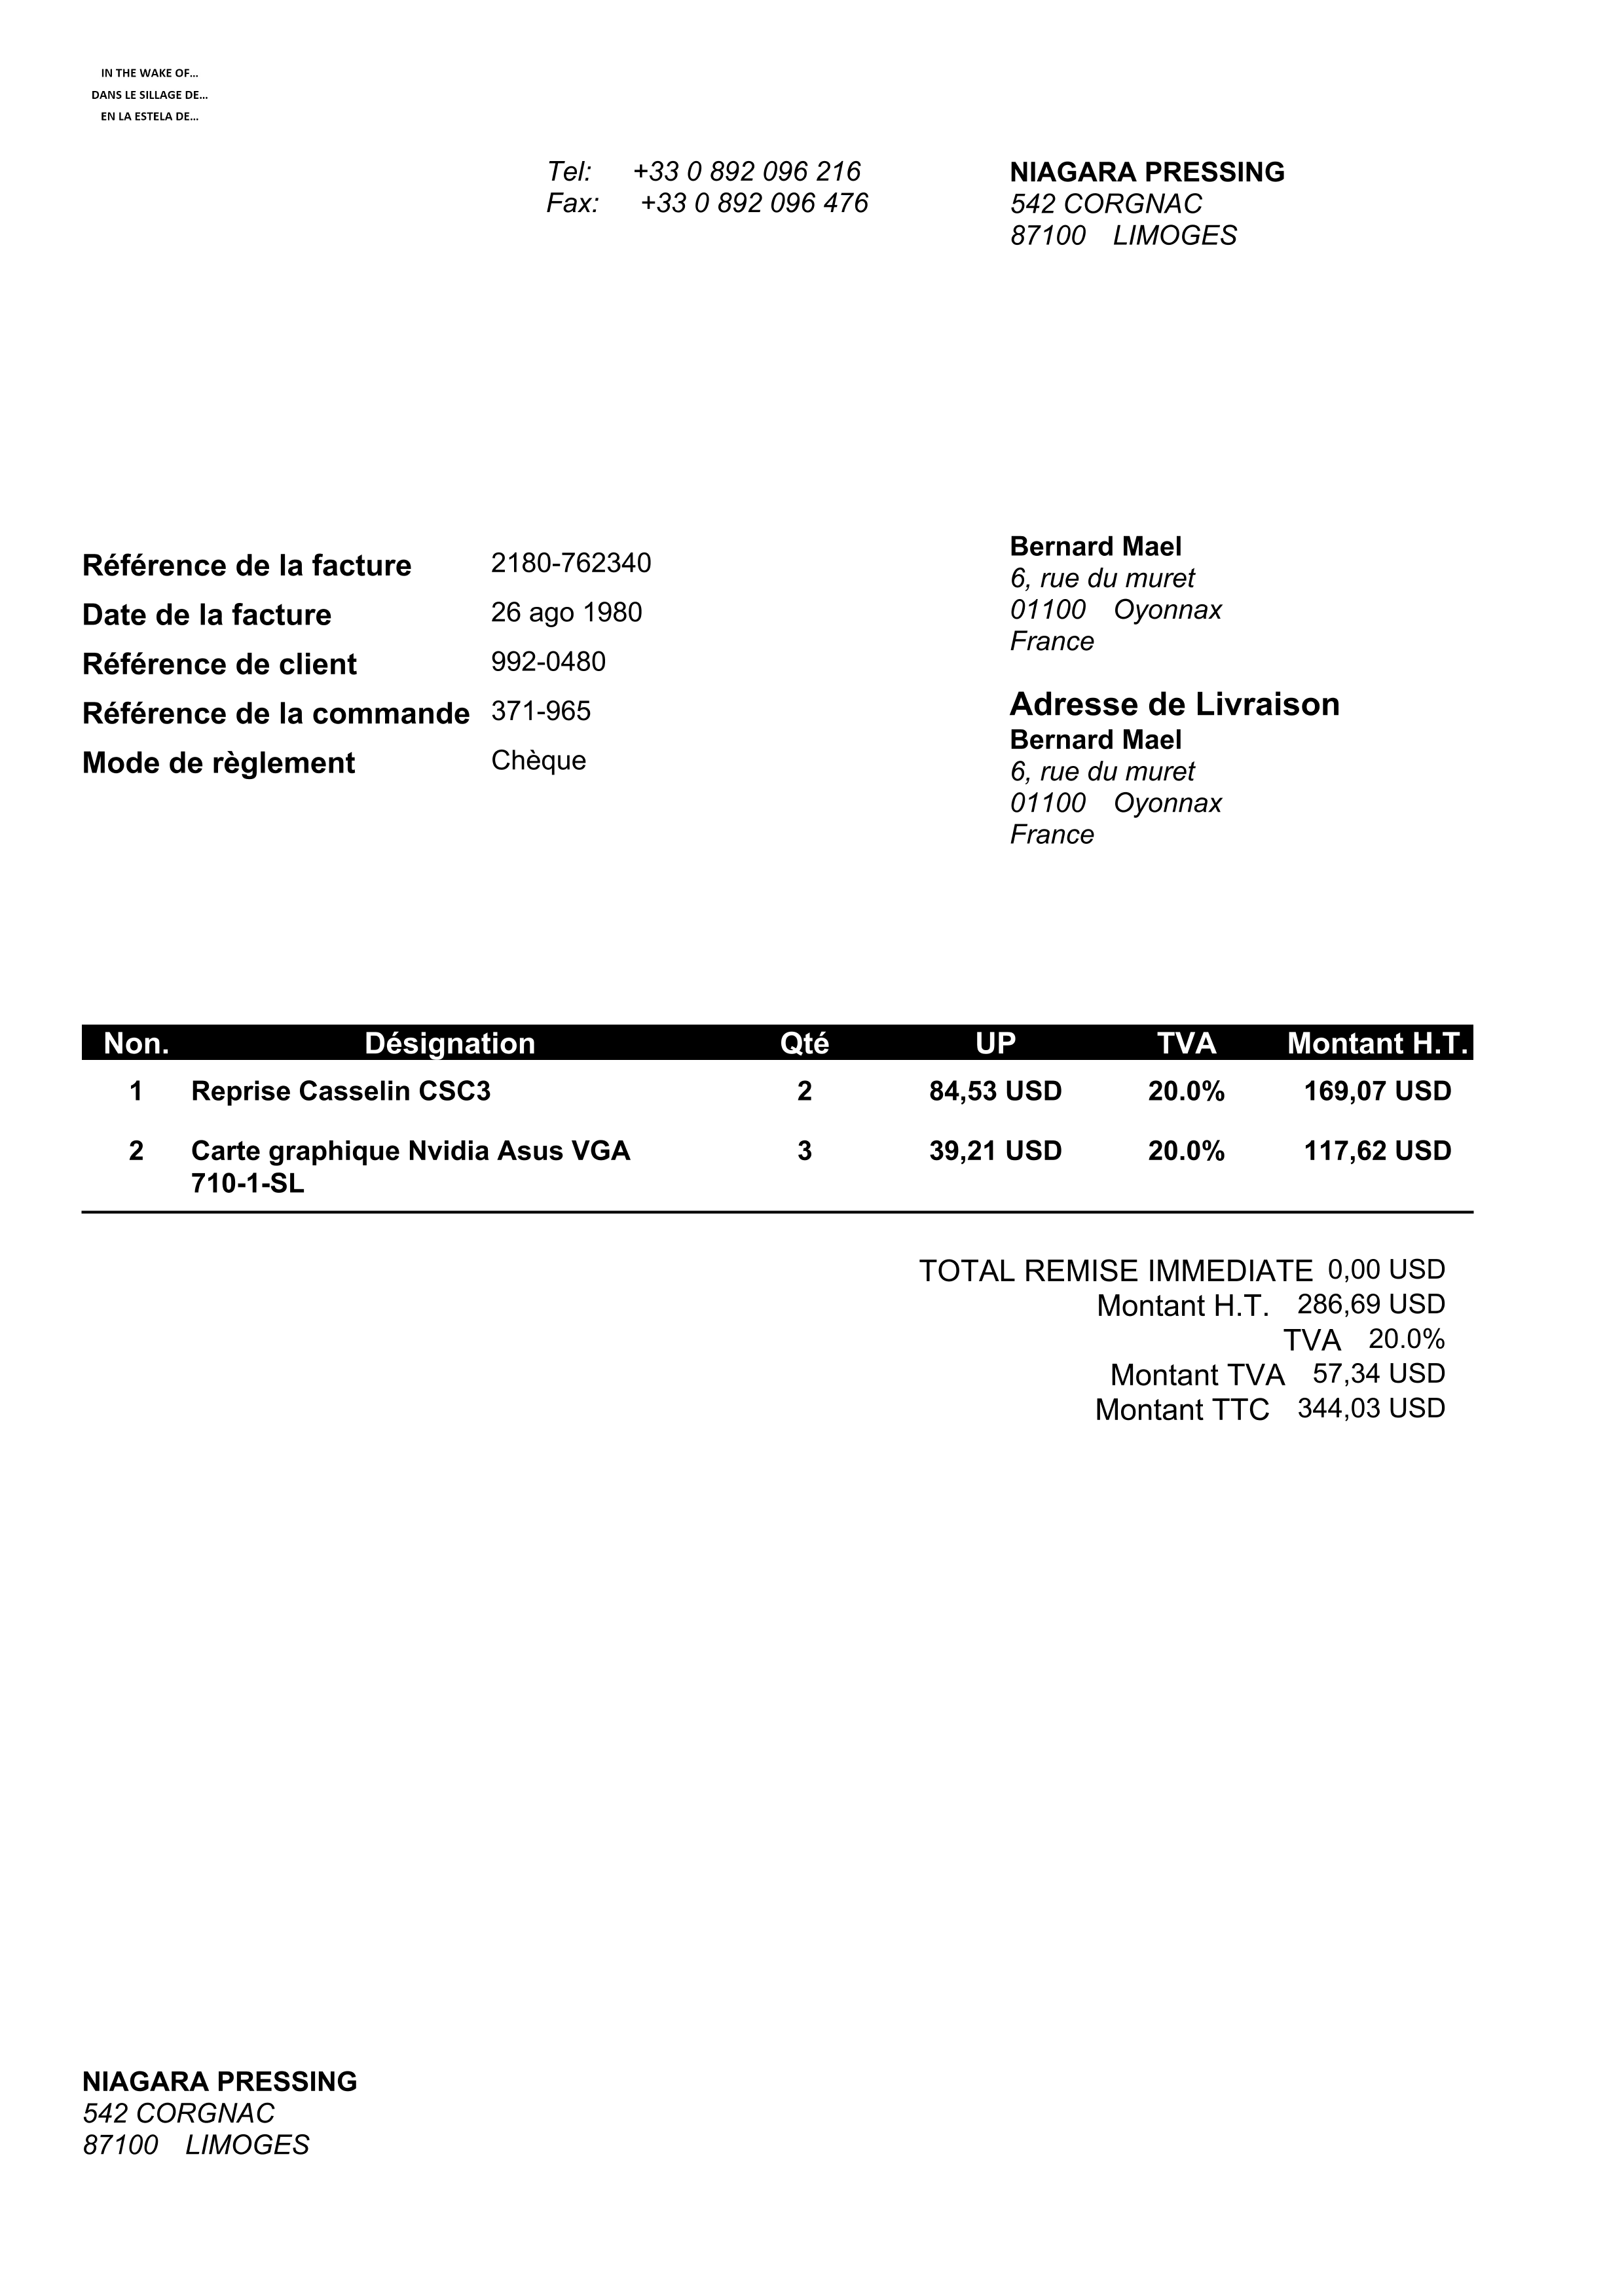 IN THE WAKE OF...
DANS LE SILLAGE DE...
EN LA ESTELA DE...
Tel: +33 0 892 096 216
Fax: +33 0 892 096 476
NIAGARA PRESSING
542 CORGNAC
87100 LIMOGES
Référence de la facture 2180-762340
Date de la facture 26 ago 1980
Référence de client 992-0480
Référence de la commande 371-965
Mode de règlement Chèque
Bernard Mael
6, rue du muret
01100 Oyonnax
France
Adresse de Livraison
Bernard Mael
6, rue du muret
01100 Oyonnax
France
Non. Désignation Qté UP TVA Montant H.T.
1 Reprise Casselin CSC3 2 84,53 USD 20.0% 169,07 USD
2 Carte graphique Nvidia Asus VGA 3 39,21 USD 20.0% 117,62 USD
710-1-SL
TOTAL REMISE IMMEDIATE 0,00 USD
Montant H.T. 286,69 USD
TVA 20.0%
Montant TVA 57,34 USD
Montant TTC 344,03 USD
NIAGARA PRESSING
542 CORGNAC
87100 LIMOGES